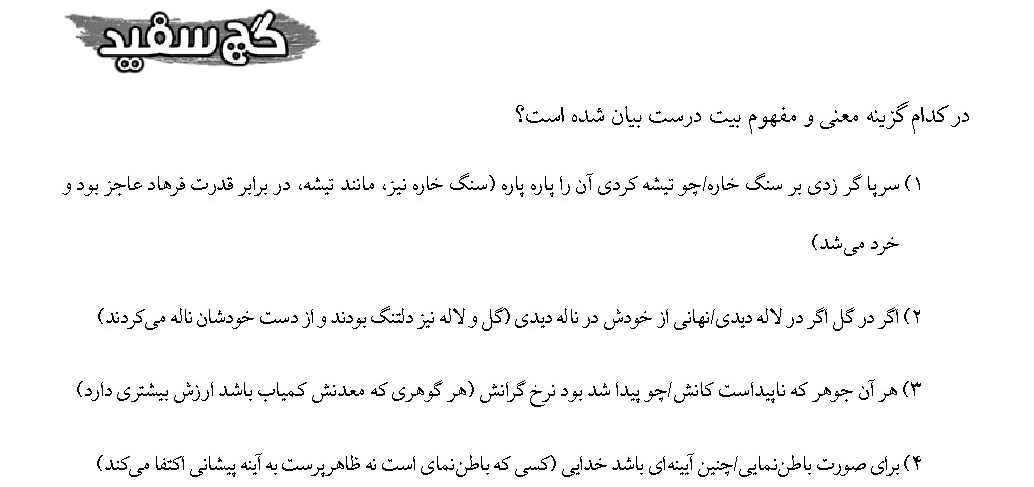 گچ سفید
در کدام گزینه معنی و مفهوم بیت درست بیان شده است؟
۱) سرپا گر زدی بر سنگ خاره/چو تیشه کردی آن را پاره پاره (سنگ خاره نیز، مانند تیشه، در برابر قدرت فرهاد عاجز بود و
خرد می‌شد)
۲) اگر در گل اگر در لاله دیدی/نهانی از خودش در ناله دیدی (گل و لاله نیز دلتنگ بودند و از دست خودشان ناله می‌کردند)
۳) هر آن جوهر که ناپیداست کانش/چو پیدا شد بود نرخ گرانش (هر گوهری که معدنش کمیاب باشد ارزش بیشتری دارد)
۴) برای صورت باطن‌نمایی/چنین آیینه‌ای باشد خدایی (کسی که باطن‌نمای است نه ظاهرپرست به آینه پیشانی اکتفا می‌کند)